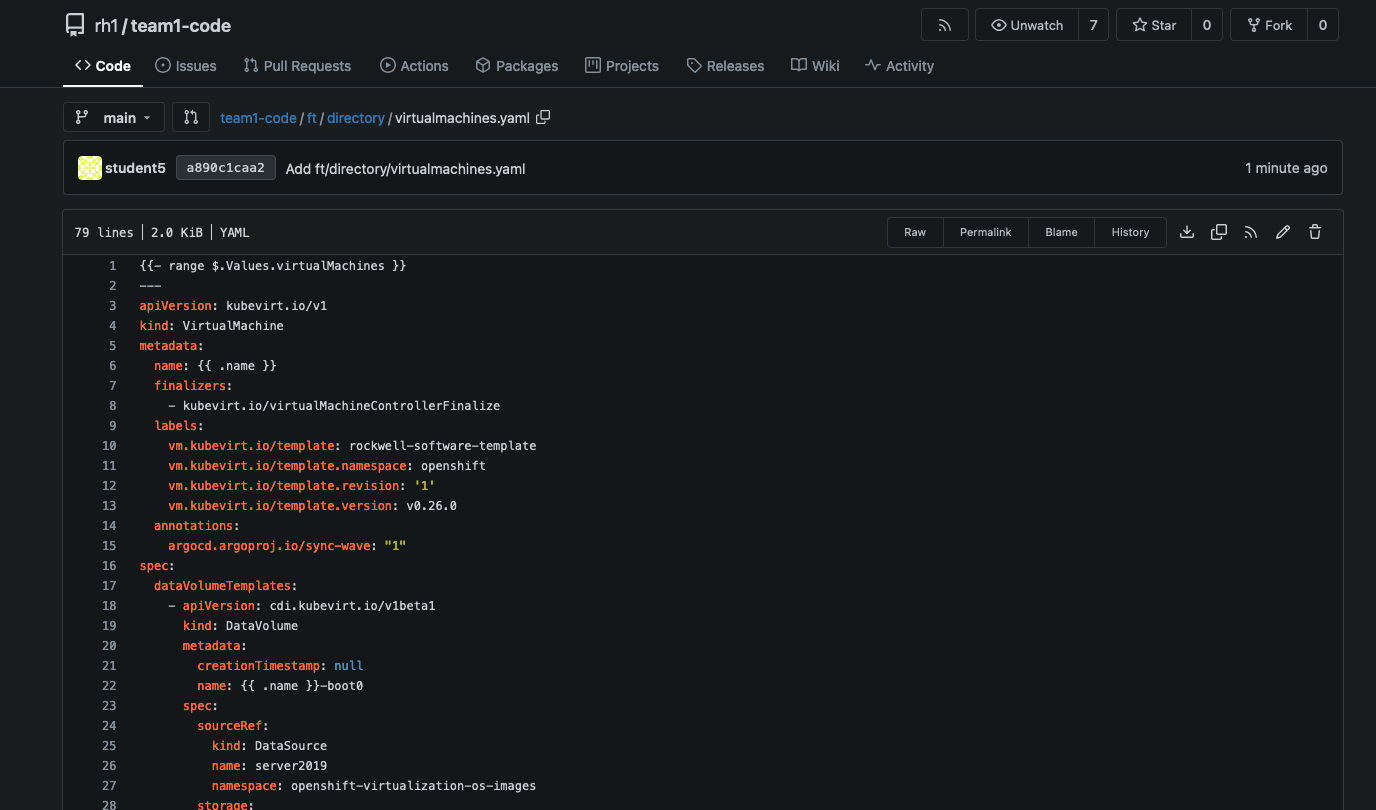 rh1 / team1-code
Unwatch 7 Star 0 Fork 0
Code Issues Pull Requests Actions Packages Projects Releases Wiki Activity
main team1-code / ft / directory / virtualmachines.yaml
student5 a890c1caa2 Add ft/directory/virtualmachines.yaml 1 minute ago
79 lines | 2.0 KiB | YAML Raw Permalink Blame History
1 {{- range $.Values.virtualMachines }}
2 ---
3 apiVersion: kubevirt.io/v1
4 kind: VirtualMachine
5 metadata:
6   name: {{ .name }}
7   finalizers:
8     - kubevirt.io/virtualMachineControllerFinalize
9   labels:
10     vm.kubevirt.io/template: rockwell-software-template
11     vm.kubevirt.io/template.namespace: openshift
12     vm.kubevirt.io/template.revision: '1'
13     vm.kubevirt.io/template.version: v0.26.0
14   annotations:
15     argocd.argoproj.io/sync-wave: "1"
16 spec:
17   dataVolumeTemplates:
18     - apiVersion: cdi.kubevirt.io/v1beta1
19       kind: DataVolume
20       metadata:
21         creationTimestamp: null
22         name: {{ .name }}-boot0
23       spec:
24         sourceRef:
25           kind: DataSource
26           name: server2019
27           namespace: openshift-virtualization-os-images
28         storage: